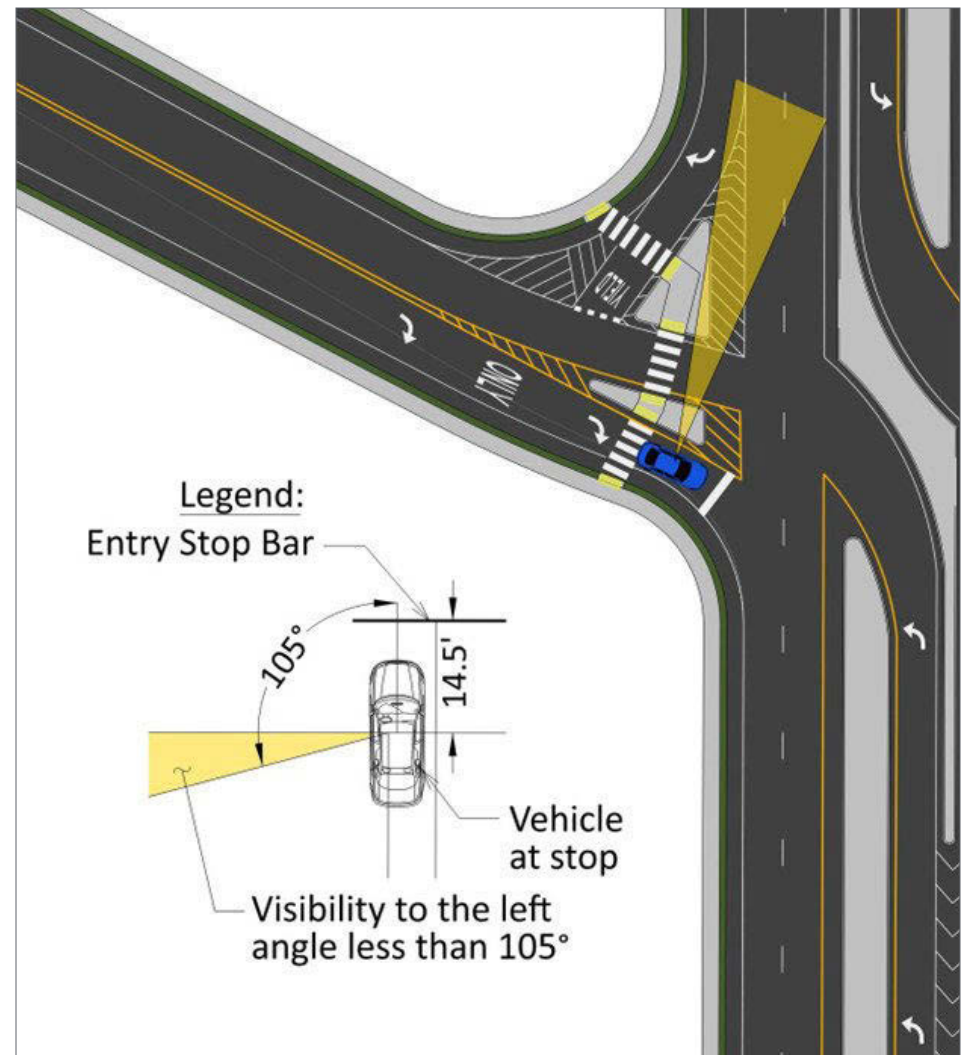 YIELD
ONLY
Legend:
Entry Stop Bar
105°
14.5'
Vehicle
at stop
Visibility to the left
angle less than 105°